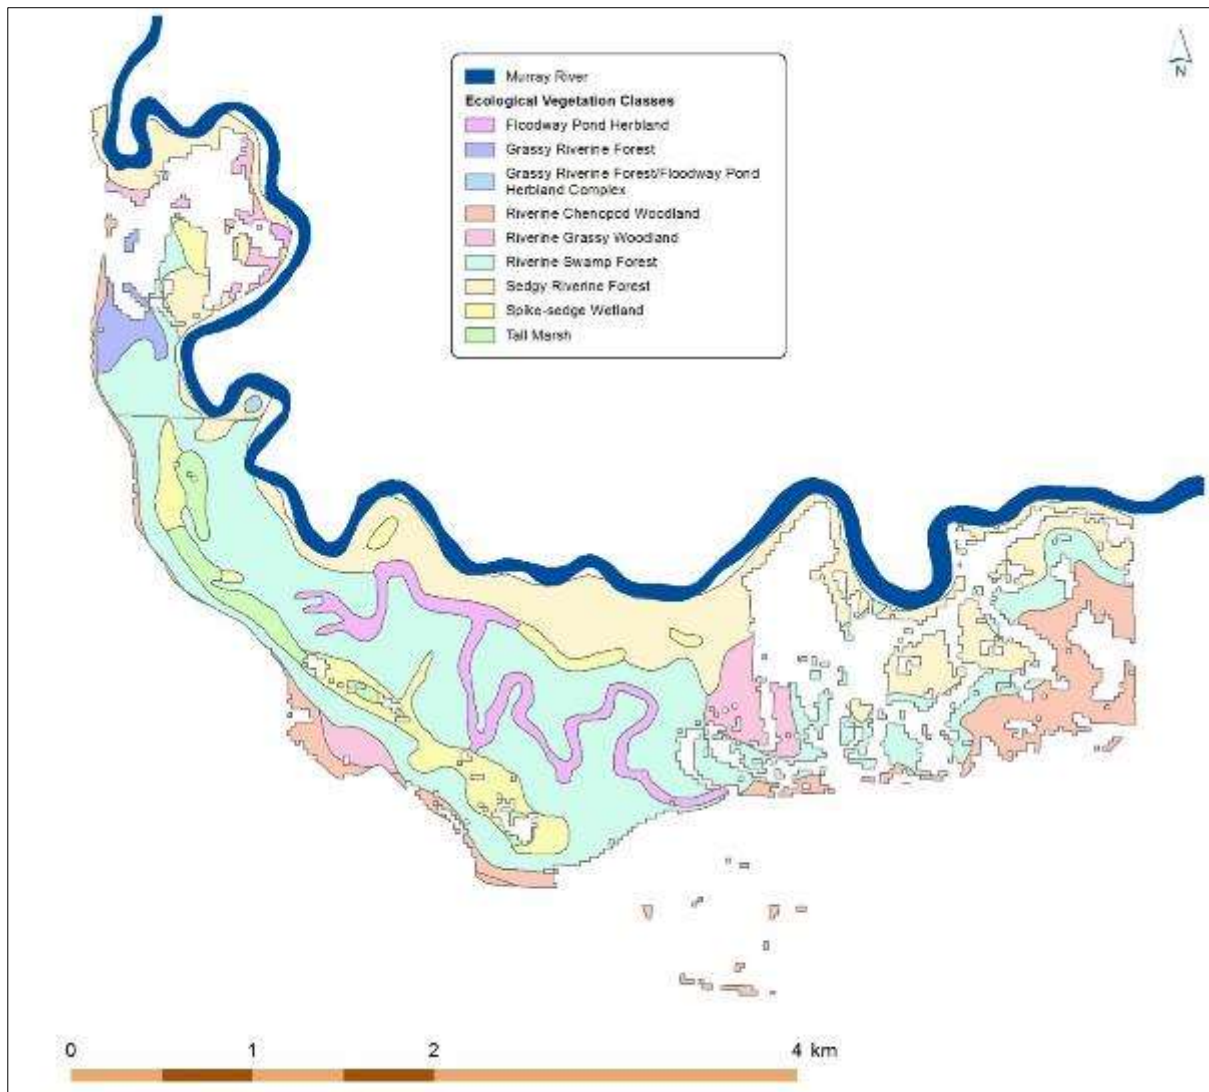 N
Murray River
Ecological Vegetation Classes
Floodway Pond Herbland
Grassy Riverine Forest
Grassy Riverine Forest/Floodway Pond
Herbland Complex
Riverine Chenopod Woodland
Riverine Grassy Woodland
Riverine Swamp Forest
Sedgy Riverine Forest
Spike-sedge Wetland
Tall Marsh
0 1 2 4 km